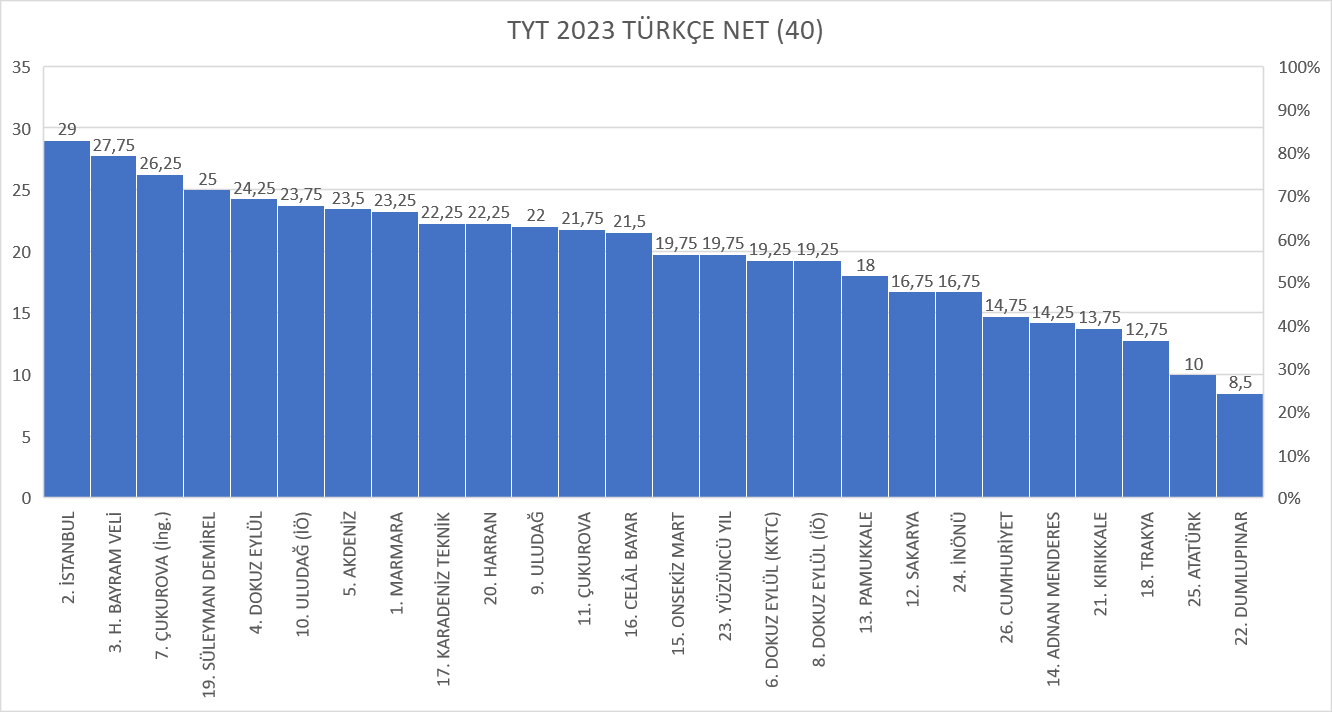 TYT 2023 TÜRKÇE NET (40)
35
30
25
20
15
10
5
0
100%
90%
80%
70%
60%
50%
40%
30%
20%
10%
0%
29
27,75
26,25
25
24,25
23,75
23,5
23,25
22,25
22,25
22
21,75
21,5
19,75
19,75
19,25
19,25
18
16,75
16,75
14,75
14,25
13,75
12,75
10
8,5
2. İSTANBUL
3. H. BAYRAM VELİ
7. ÇUKUROVA (İng.)
19. SÜLEYMAN DEMİREL
4. DOKUZ EYLÜL
10. ULUDAĞ (İÖ)
5. AKDENİZ
1. MARMARA
17. KARADENİZ TEKNİK
20. HARRAN
9. ULUDAĞ
11. ÇUKUROVA
16. CELÂL BAYAR
15. ONSEKİZ MART
23. YÜZÜNCÜ YIL
6. DOKUZ EYLÜL (KKTC)
8. DOKUZ EYLÜL (İÖ)
13. PAMUKKALE
12. SAKARYA
24. İNÖNÜ
26. CUMHURİYET
14. ADNAN MENDERES
21. KIRIKKALE
18. TRAKYA
25. ATATÜRK
22. DUMLUPINAR